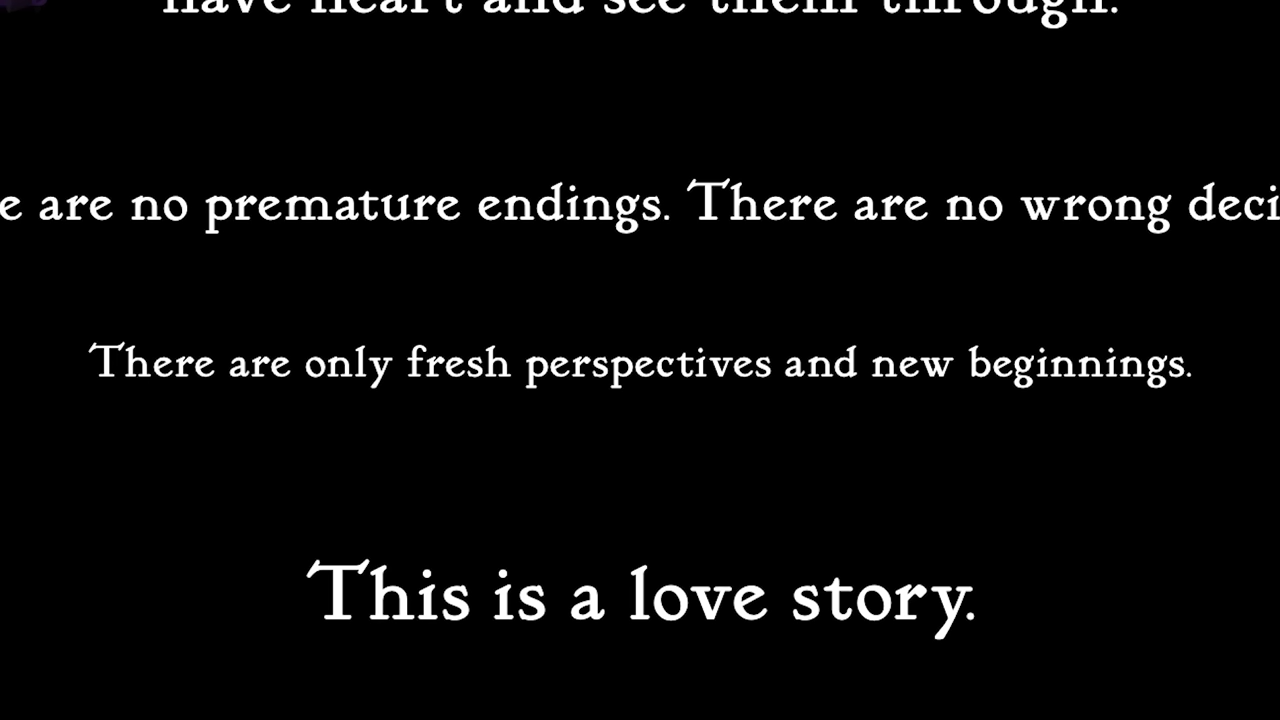 have heart and see them through.
e are no premature endings. There are no wrong deci
There are only fresh perspectives and new beginnings.
This is a love story.